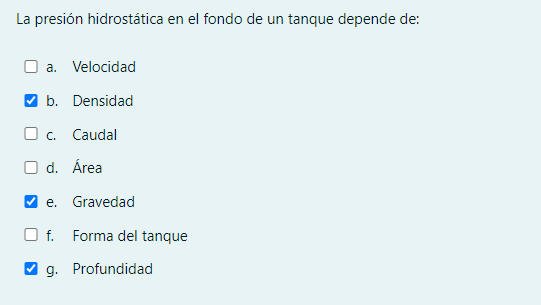 La presión hidrostática en el fondo de un tanque depende de:
a. Velocidad
b. Densidad
c. Caudal
d. Área
e. Gravedad
f. Forma del tanque
g. Profundidad